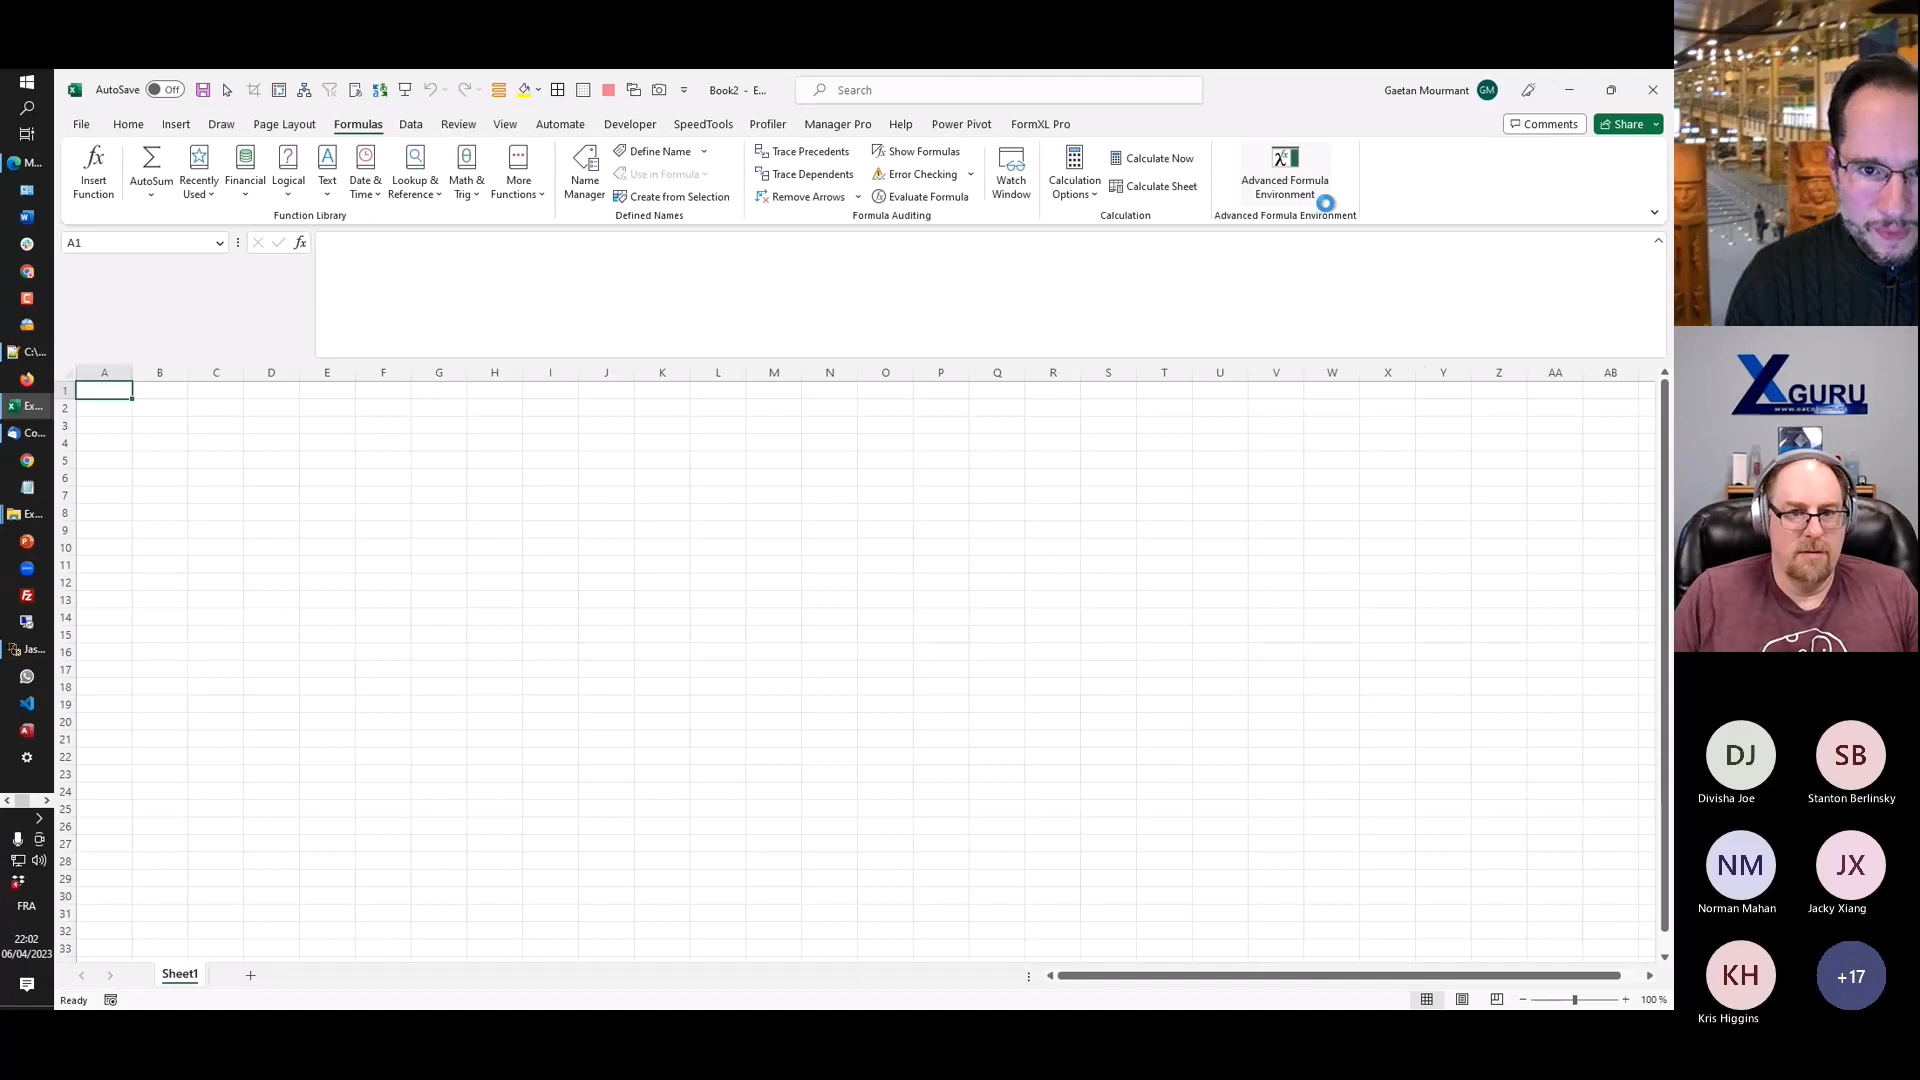 AutoSave Off Book2 - E... Search Gaetan Mourmant GM
File Home Insert Draw Page Layout Formulas Data Review View Automate Developer SpeedTools Profiler Manager Pro Help Power Pivot FormXL Pro Comments Share
Insert Function
AutoSum
Recently Used
Financial
Logical
Text
Date & Time
Lookup & Reference
Math & Trig
More Functions
Function Library
Name Manager
Define Name
Use in Formula
Create from Selection
Defined Names
Trace Precedents
Trace Dependents
Remove Arrows
Show Formulas
Error Checking
Evaluate Formula
Formula Auditing
Watch Window
Calculation Options
Calculate Now
Calculate Sheet
Calculation
Advanced Formula Environment
Advanced Formula Environment
A1 fx
A B C D E F G H I J K L M N O P Q R S T U V W X Y Z AA AB
1
2
3
4
5
6
7
8
9
10
11
12
13
14
15
16
17
18
19
20
21
22
23
24
25
26
27
28
29
30
31
32
33
Sheet1
Ready
100 %
M...
C:\...
Ex...
Co...
Ex...
Jas...
FRA
22:02
06/04/2023
XGURU
DJ
Divisha Joe
SB
Stanton Berlinsky
NM
Norman Mahan
JX
Jacky Xiang
KH
Kris Higgins
+17